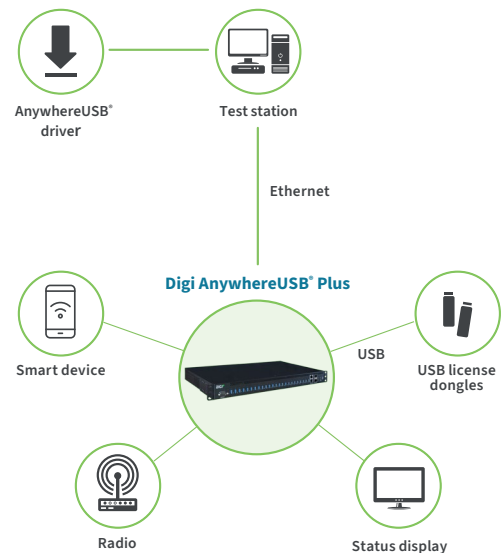 AnywhereUSB®
driver
Test station
Ethernet
Digi AnywhereUSB® Plus
Smart device
USB
USB license
dongles
Radio
Status display